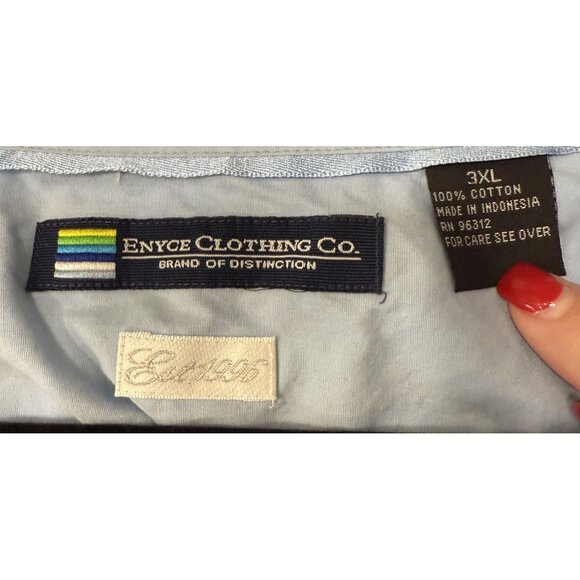 ENYCE CLOTHING CO.
BRAND OF DISTINCTION
Est. 1996
3XL
100% COTTON
MADE IN INDONESIA
RN 96312
FOR CARE SEE OVER